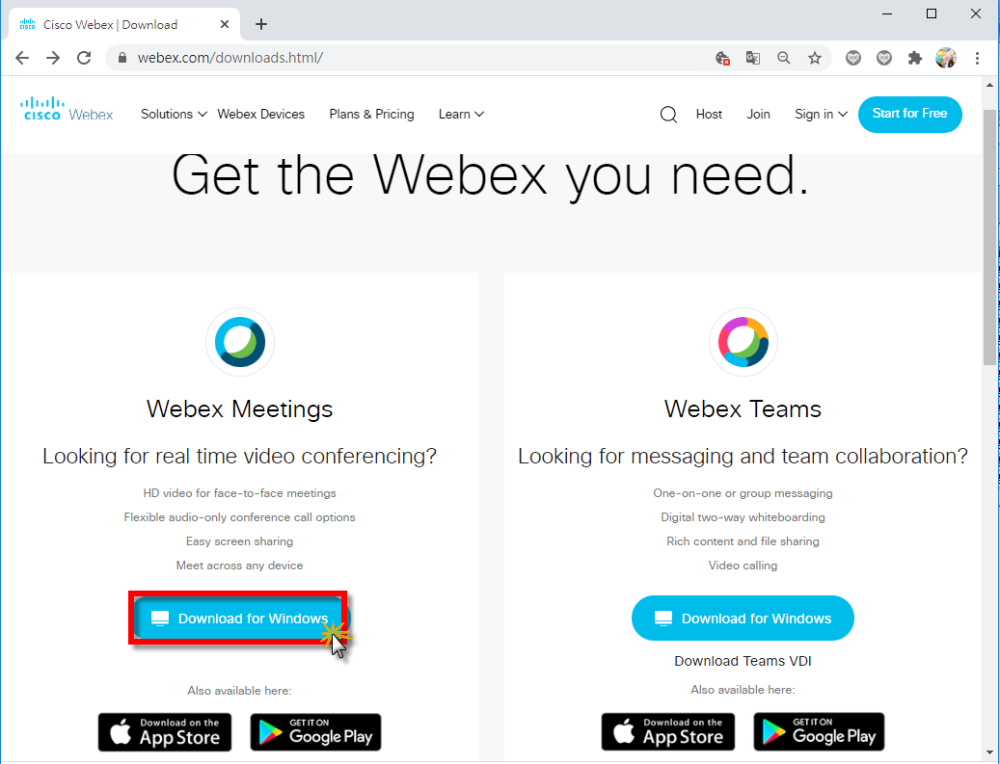 Cisco Webex | Download
webex.com/downloads.html/
CISCO Webex
Solutions
Webex Devices
Plans & Pricing
Learn
Host
Join
Sign in
Start for Free
Get the Webex you need.
Webex Meetings
Looking for real time video conferencing?
HD video for face-to-face meetings
Flexible audio-only conference call options
Easy screen sharing
Meet across any device
Download for Windows
Also available here:
Download on the
App Store
GET IT ON
Google Play
Webex Teams
Looking for messaging and team collaboration?
One-on-one or group messaging
Digital two-way whiteboarding
Rich content and file sharing
Video calling
Download for Windows
Download Teams VDI
Also available here:
Download on the
App Store
GET IT ON
Google Play